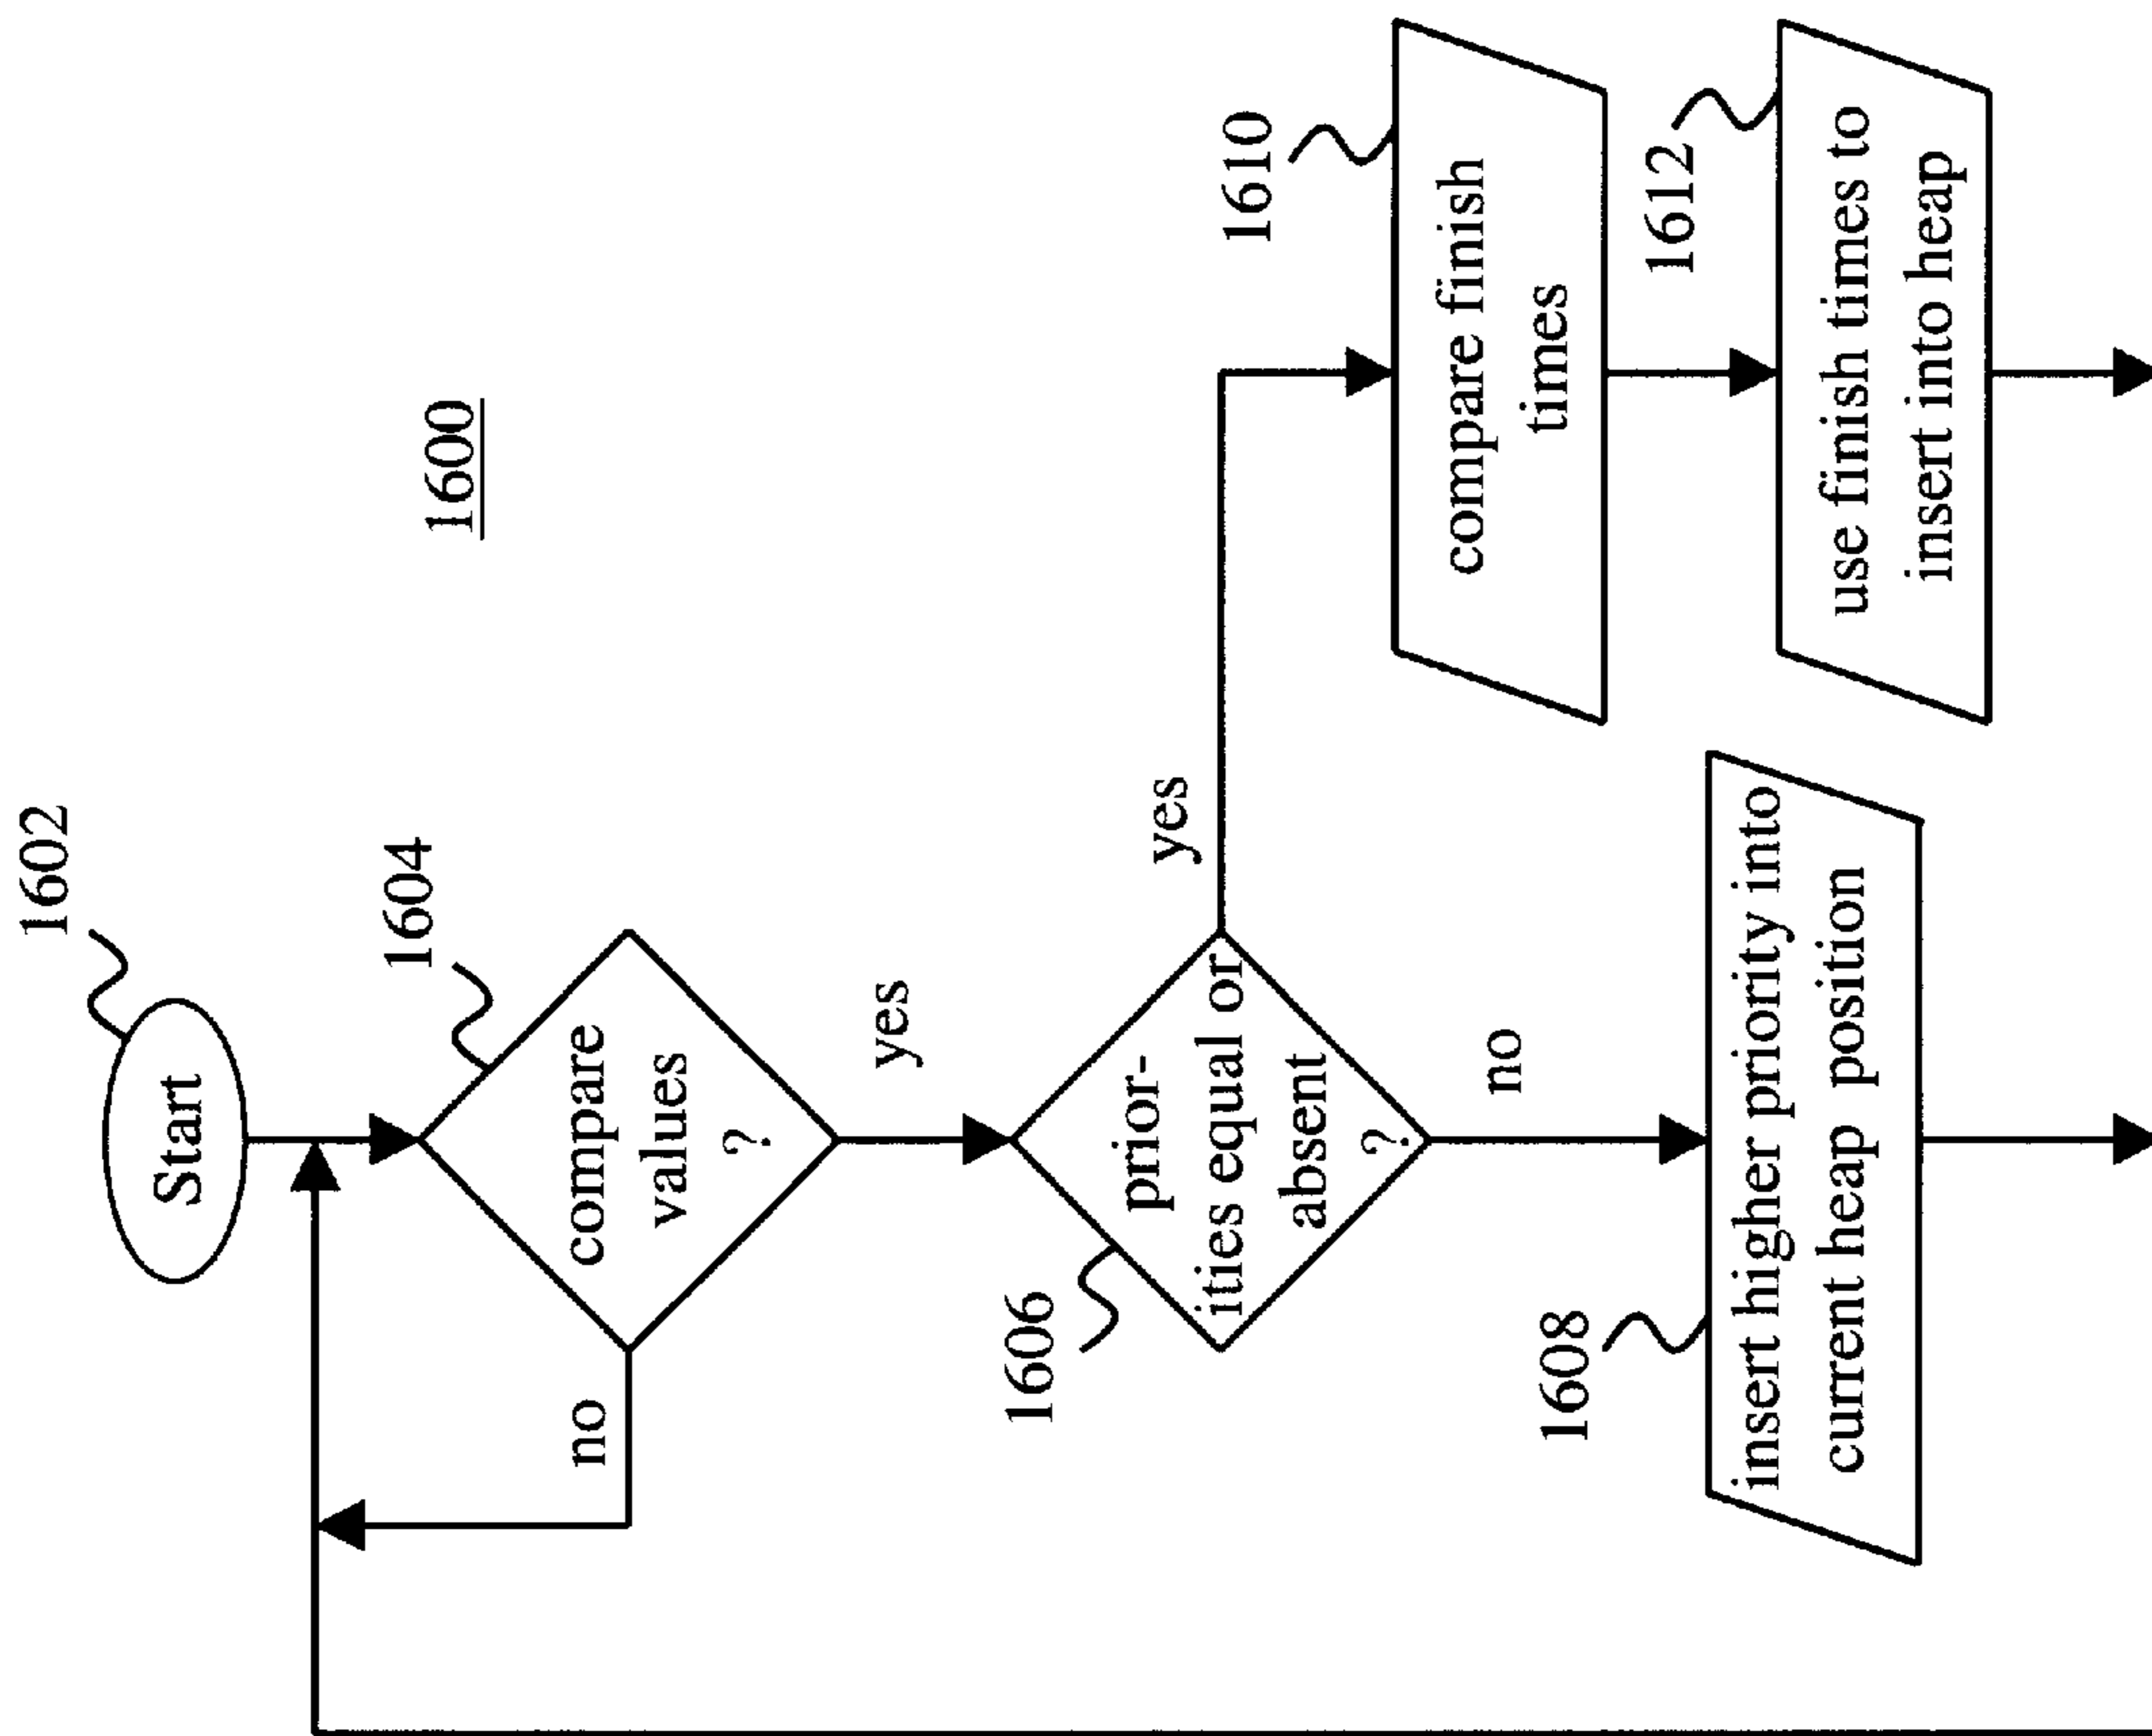 1600
1602
Start
1604
compare
values
?
no
yes
1606
prior-
ities equal or
absent
?
yes
no
1608
insert higher priority into
current heap position
1610
compare finish
times
1612
use finish times to
insert into heap